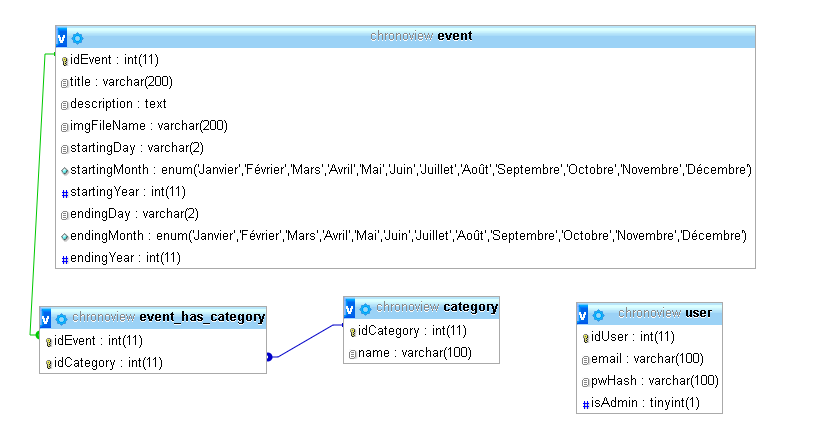 v chronoview event
idEvent : int(11)
title : varchar(200)
description : text
imgFileName : varchar(200)
startingDay : varchar(2)
startingMonth : enum('Janvier','Février','Mars','Avril','Mai','Juin','Juillet','Août','Septembre','Octobre','Novembre','Décembre')
# startingYear : int(11)
endingDay : varchar(2)
endingMonth : enum('Janvier','Février','Mars','Avril','Mai','Juin','Juillet','Août','Septembre','Octobre','Novembre','Décembre')
# endingYear : int(11)
v chronoview event_has_category
idEvent : int(11)
idCategory : int(11)
v chronoview category
idCategory : int(11)
name : varchar(100)
v chronoview user
idUser : int(11)
email : varchar(100)
pwHash : varchar(100)
# isAdmin : tinyint(1)